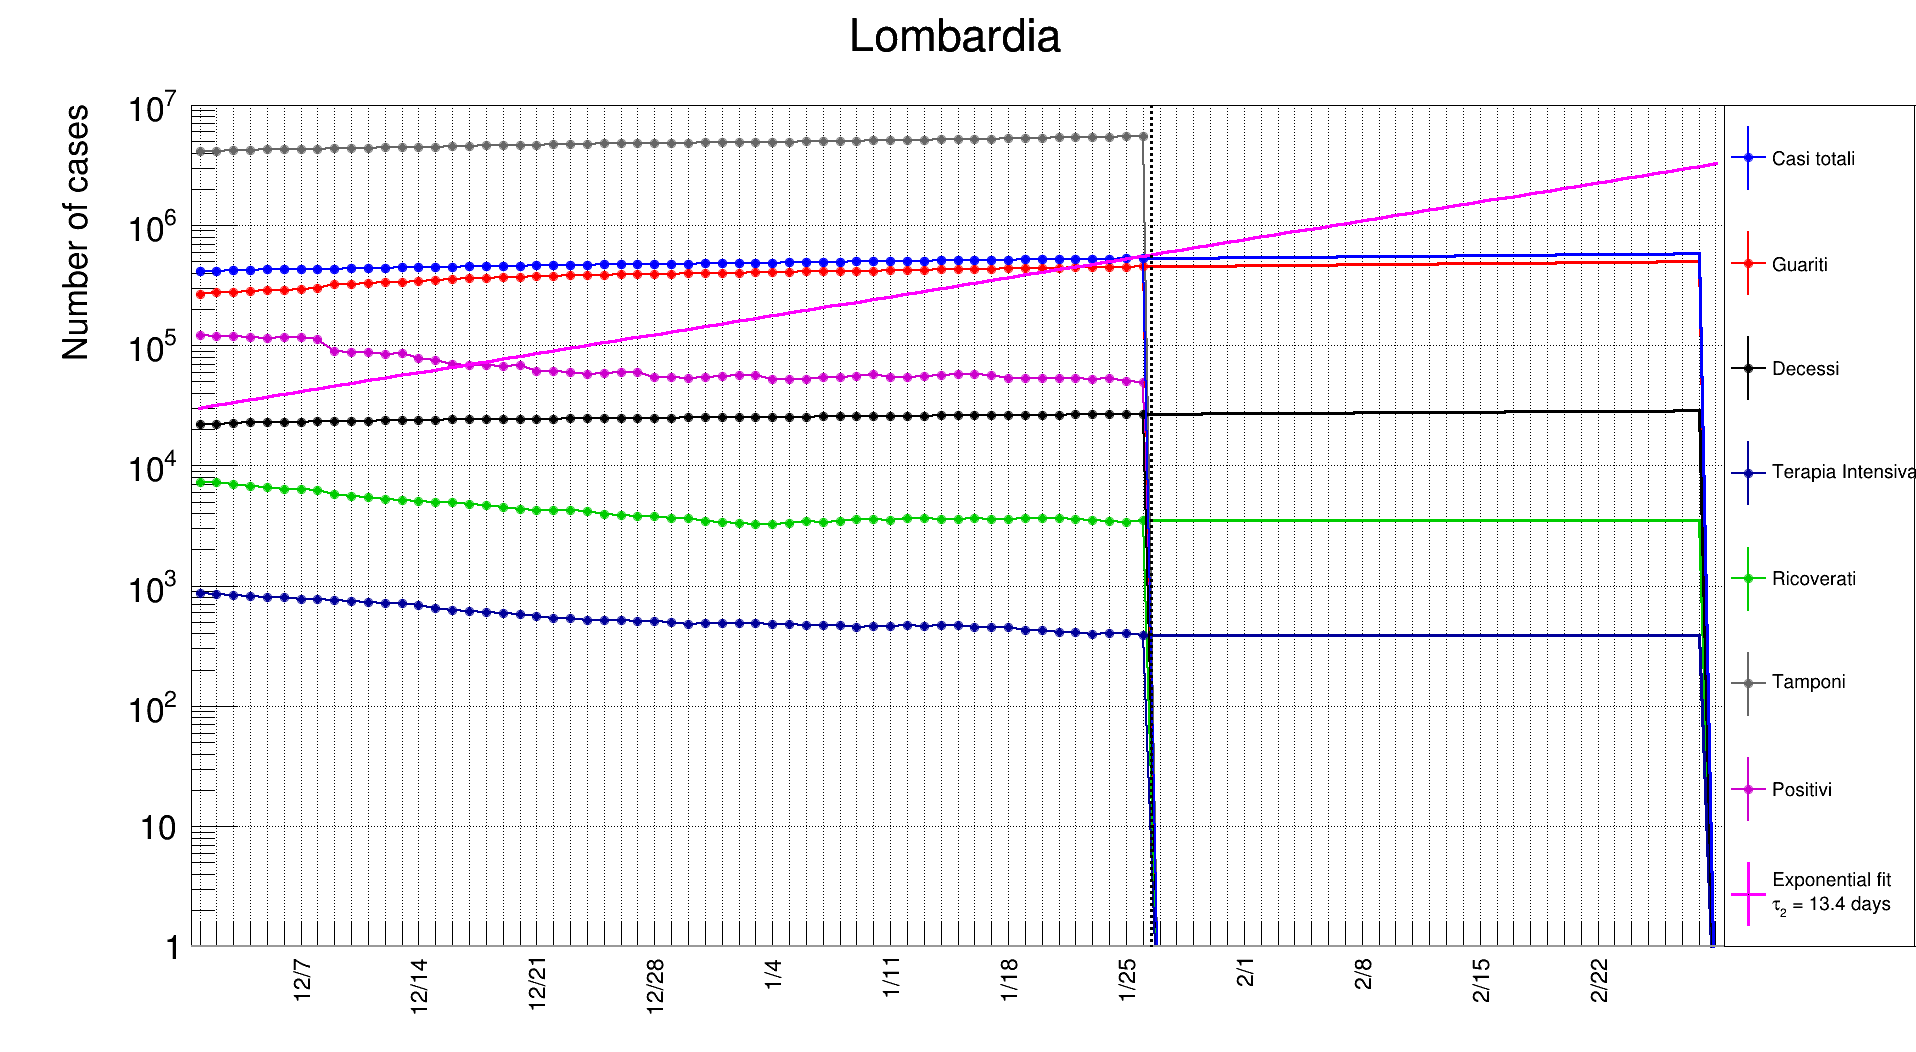 Lombardia
Number of cases
10^7
10^6
10^5
10^4
10^3
10^2
10
1
12/7
12/14
12/21
12/28
1/4
1/11
1/18
1/25
2/1
2/8
2/15
2/22
Casi totali
Guariti
Decessi
Terapia Intensiva
Ricoverati
Tamponi
Positivi
Exponential fit
τ_2 = 13.4 days